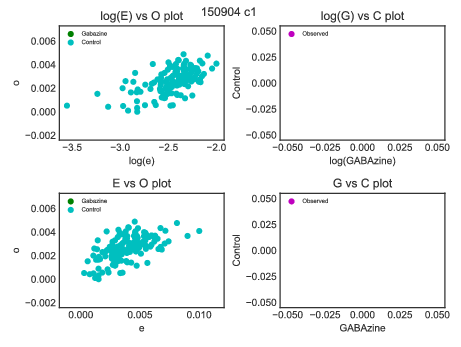 150904 c1
log(E) vs O plot
Gabazine
Control
0.006
0.004
0.002
0.000
−0.002
o
−3.5 −3.0 −2.5 −2.0
log(e)
log(G) vs C plot
Observed
0.050
0.025
0.000
−0.025
−0.050
Control
−0.050 −0.025 0.000 0.025 0.050
log(GABAzine)
E vs O plot
Gabazine
Control
0.006
0.004
0.002
0.000
−0.002
o
0.000 0.005 0.010
e
G vs C plot
Observed
0.050
0.025
0.000
−0.025
−0.050
Control
−0.050 −0.025 0.000 0.025 0.050
GABAzine